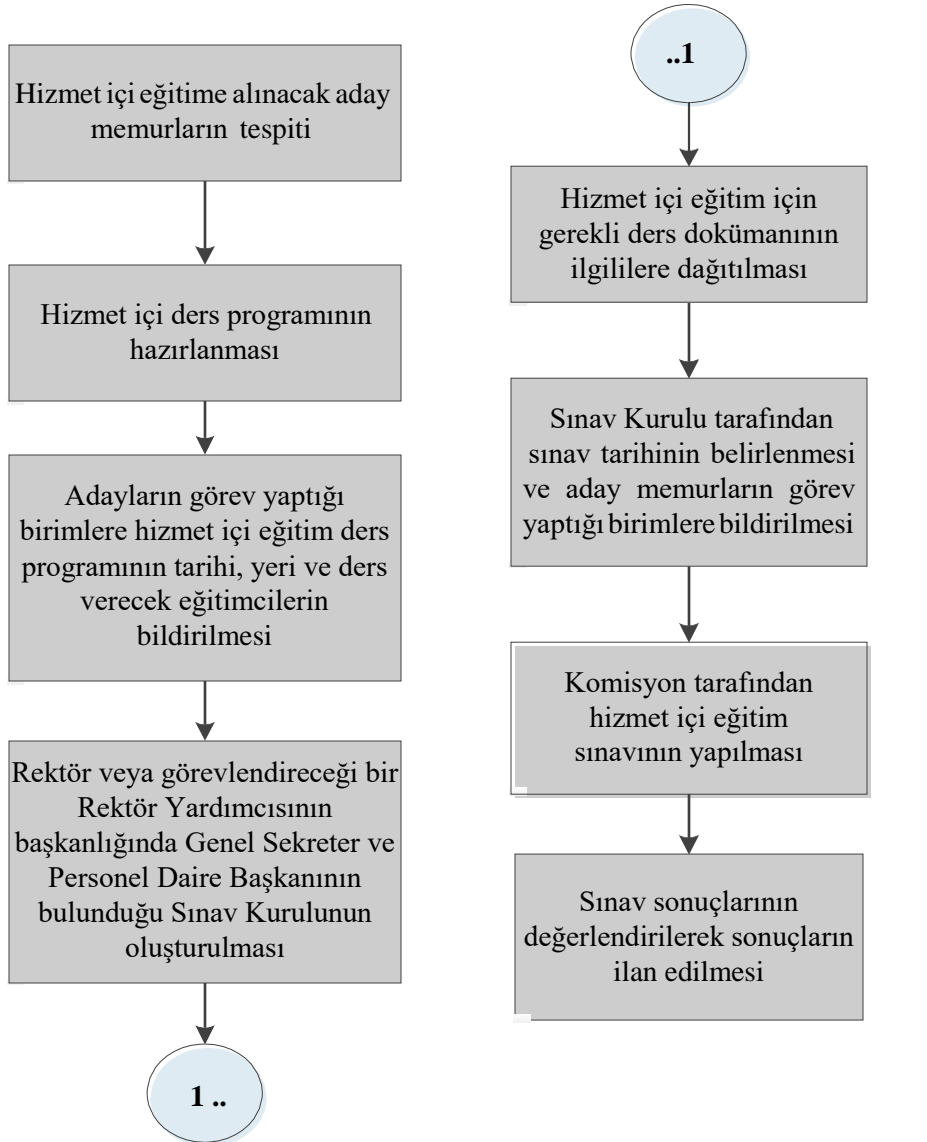 Hizmet içi eğitime alınacak aday
memurların tespiti
Hizmet içi ders programının
hazırlanması
Adayların görev yaptığı
birimlere hizmet içi eğitim ders
programının tarihi, yeri ve ders
verecek eğitimcilerin
bildirilmesi
Rektör veya görevlendireceği bir
Rektör Yardımcısının
başkanlığında Genel Sekreter ve
Personel Daire Başkanının
bulunduğu Sınav Kurulunun
oluşturulması
1 ..
..1
Hizmet içi eğitim için
gerekli ders dokümanının
ilgililere dağıtılması
Sınav Kurulu tarafından
sınav tarihinin belirlenmesi
ve aday memurların görev
yaptığı birimlere bildirilmesi
Komisyon tarafından
hizmet içi eğitim
sınavının yapılması
Sınav sonuçlarının
değerlendirilerek sonuçların
ilan edilmesi